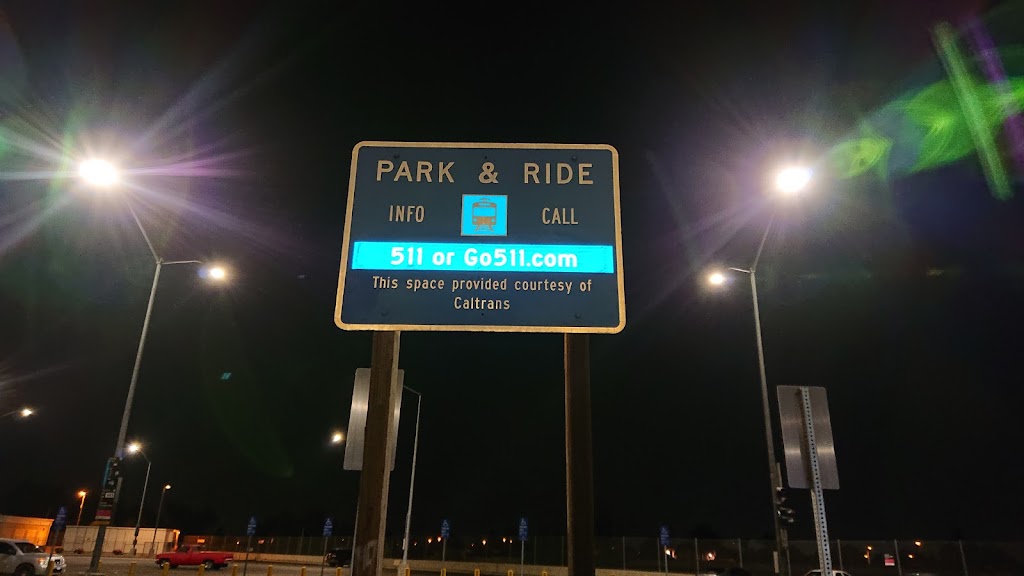 PARK & RIDE
INFO CALL
511 or Go511.com
This space provided courtesy of
Caltrans